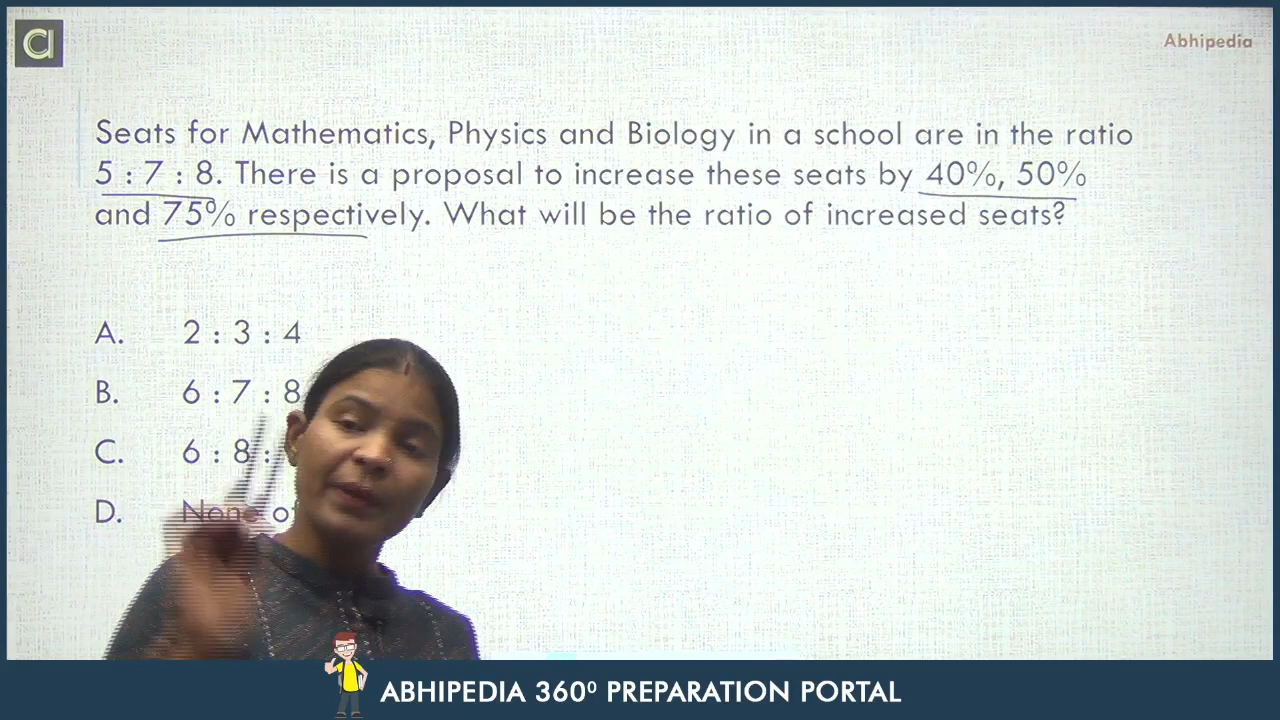 Abhipedia
Seats for Mathematics, Physics and Biology in a school are in the ratio
5 : 7 : 8. There is a proposal to increase these seats by 40%, 50%
and 75% respectively. What will be the ratio of increased seats?
A. 2 : 3 : 4
B. 6 : 7 : 8
C. 6 : 8 :
D. None
ABHIPEDIA 360⁰ PREPARATION PORTAL